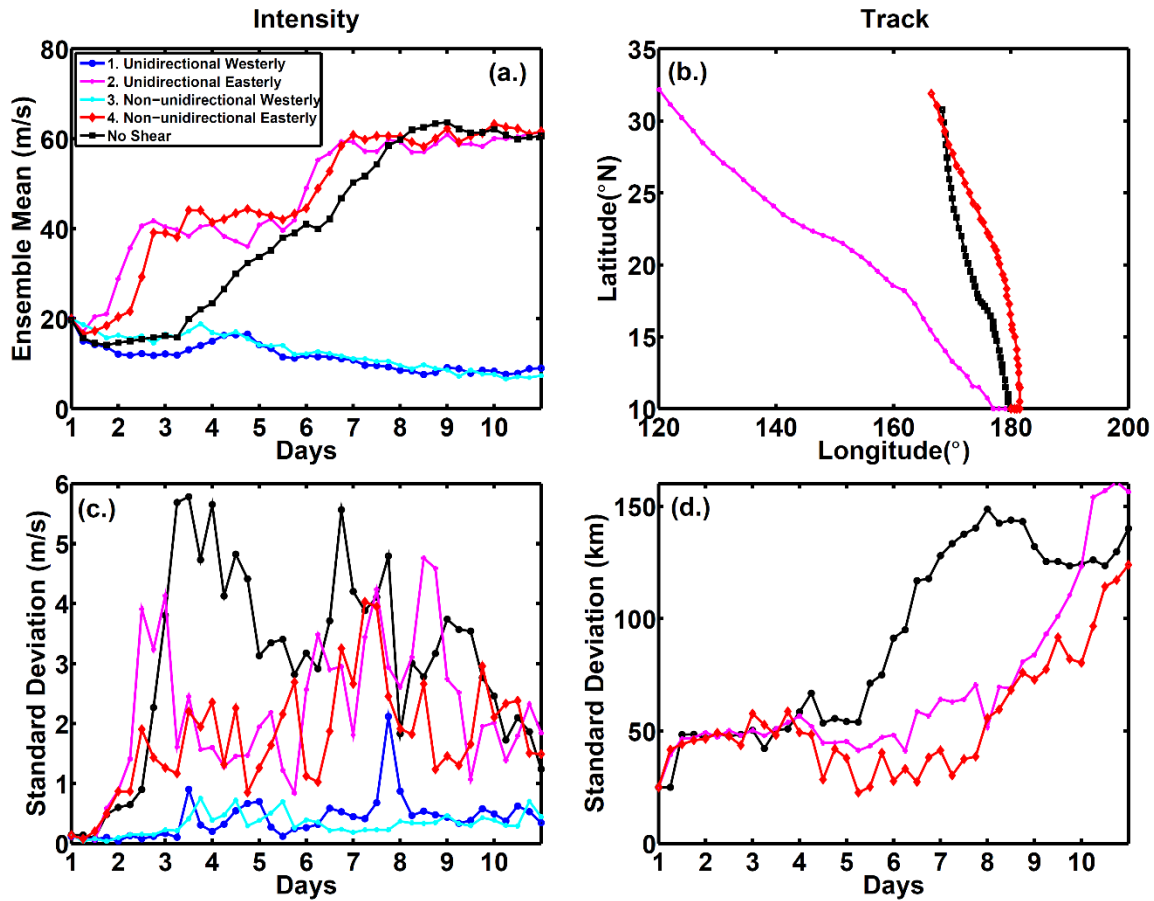 Intensity
Track
Ensemble Mean (m/s)
80
60
40
20
0
1. Unidirectional Westerly
2. Unidirectional Easterly
3. Non−unidirectional Westerly
4. Non−unidirectional Easterly
No Shear
(a.)
1 2 3 4 5 6 7 8 9 10
Days
Latitude(°N)
35
30
25
20
15
10
(b.)
120 140 160 180 200
Longitude(°)
Standard Deviation (m/s)
6
5
4
3
2
1
0
(c.)
1 2 3 4 5 6 7 8 9 10
Days
Standard Deviation (km)
150
100
50
0
(d.)
1 2 3 4 5 6 7 8 9 10
Days